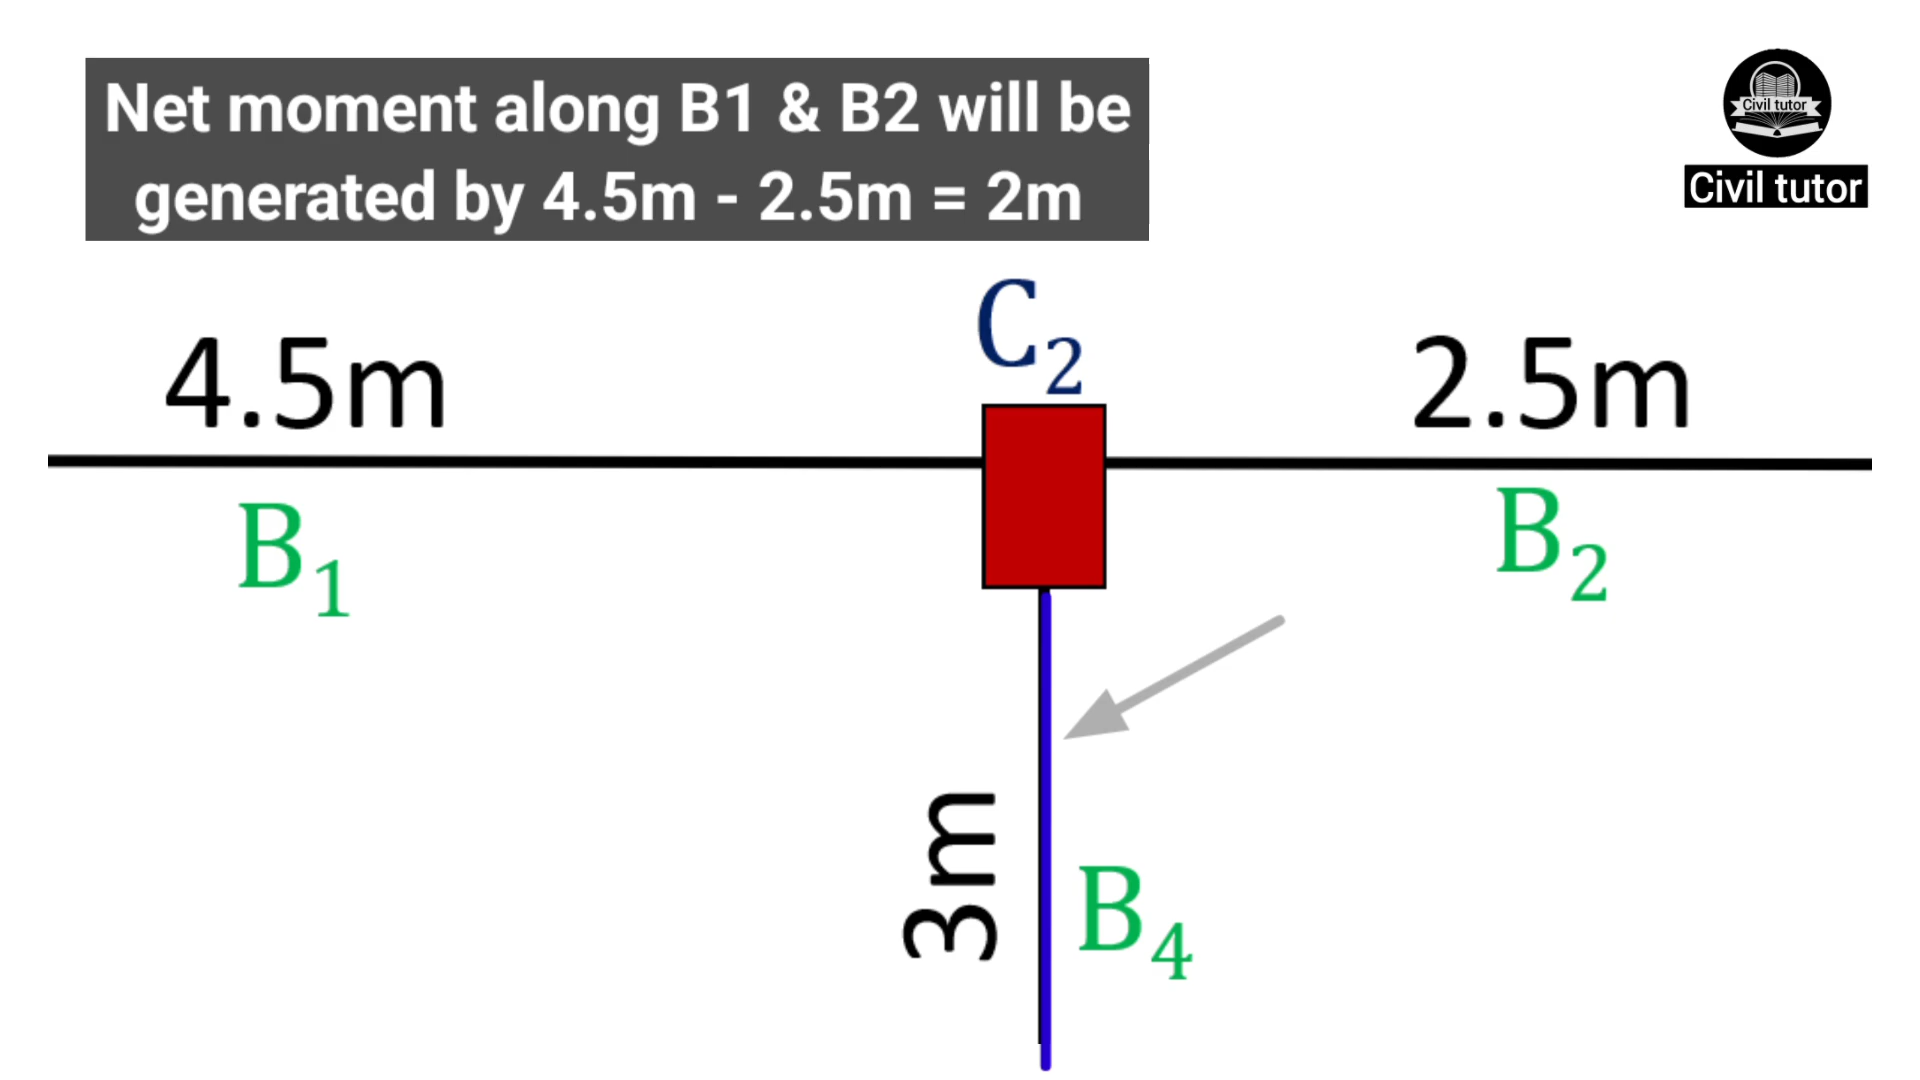 Net moment along B1 & B2 will be
generated by 4.5m - 2.5m = 2m
Civil tutor
Civil tutor
C₂
4.5m
2.5m
B₁
B₂
3m
B₄